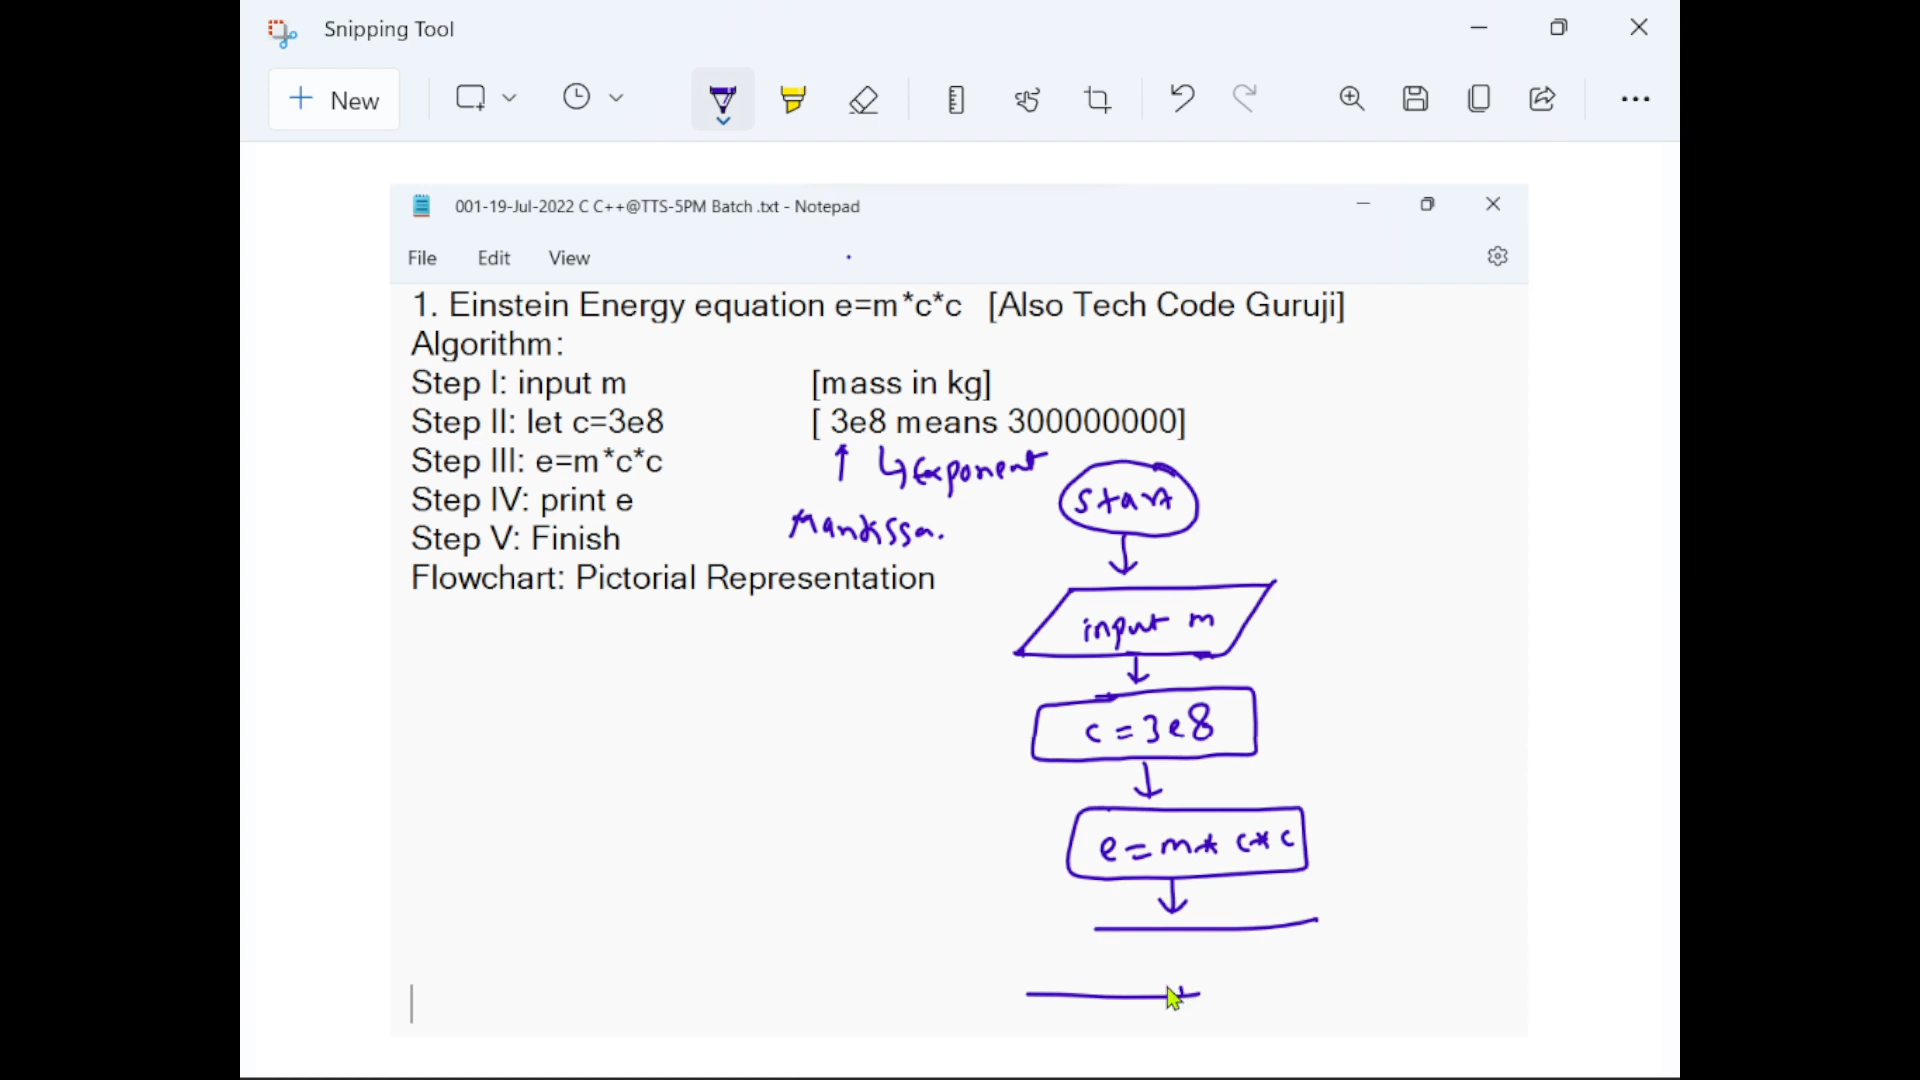 Snipping Tool
New
001-19-Jul-2022 C C++@TTS-5PM Batch .txt - Notepad
File Edit View
1. Einstein Energy equation e=m*c*c [Also Tech Code Guruji]
Algorithm:
Step I: input m [mass in kg]
Step II: let c=3e8 [ 3e8 means 300000000]
Step III: e=m*c*c
Step IV: print e
Step V: Finish
Flowchart: Pictorial Representation
Exponent
Mantissa.
Start
input m
c = 3e8
e = m * c * c